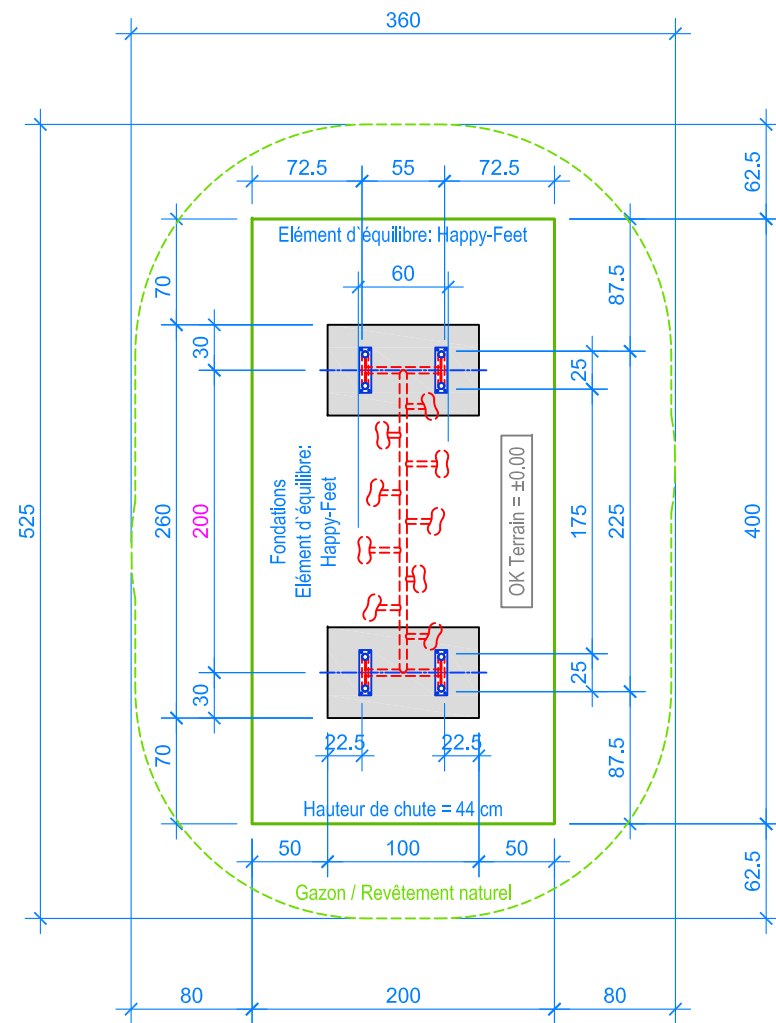 360
62.5
72.5 55 72.5
Elément d`équilibre: Happy-Feet
60
70
30
87.5
25
525
260
200
Fondations
Elément d`équilibre:
Happy-Feet
OK Terrain = ±0.00
175
225
400
30
25
22.5 22.5
70
87.5
Hauteur de chute = 44 cm
50 100 50
Gazon / Revêtement naturel
62.5
80 200 80